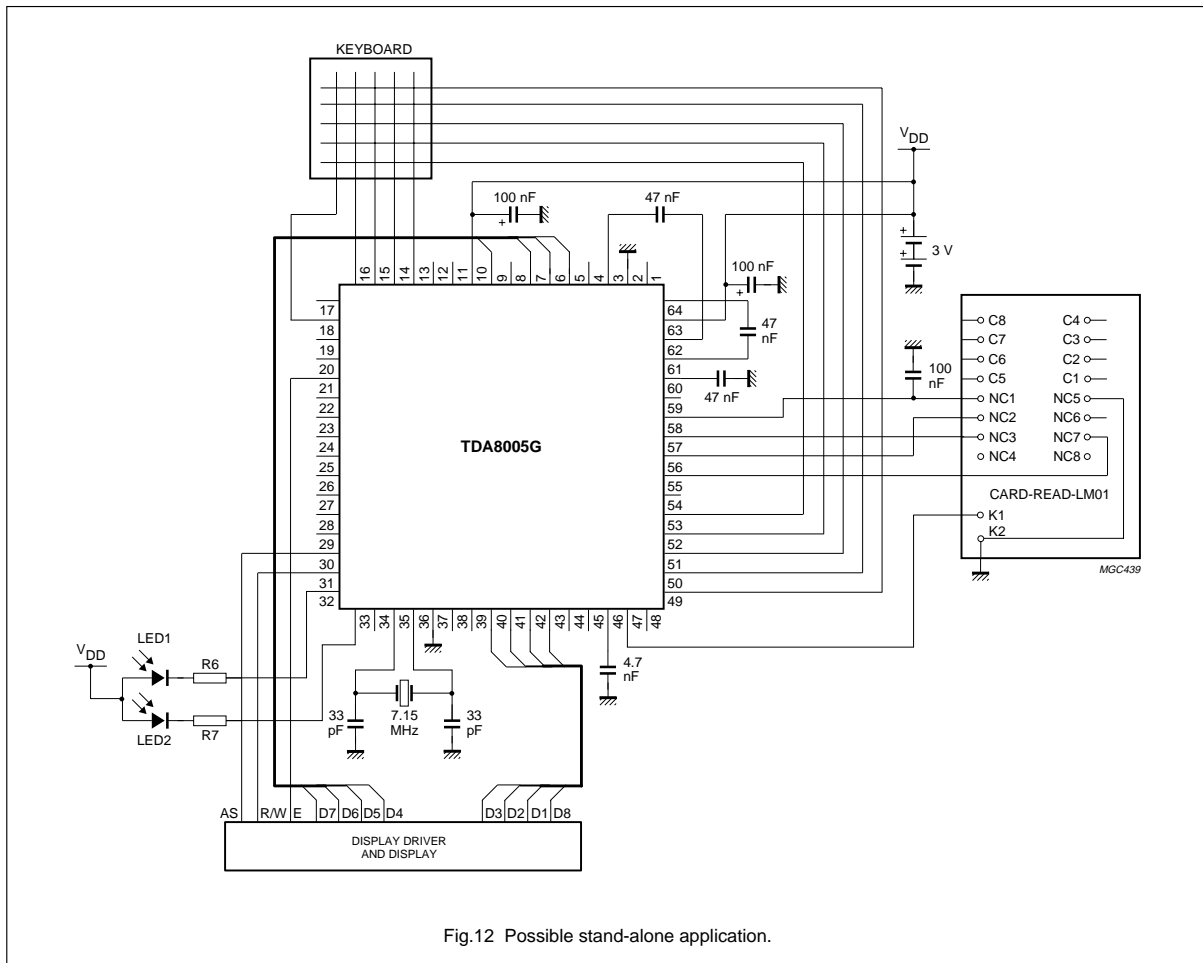 KEYBOARD
VDD
100 nF
+
47 nF
+
+
3 V
16
15
14
13
12
11
10
9
8
7
6
5
4
3
2
1
100 nF
+
17
18
19
20
21
22
23
24
25
26
27
28
29
30
31
32
64
63
62
61
60
59
58
57
56
55
54
53
52
51
50
49
47
nF
47 nF
100
nF
TDA8005G
C8
C7
C6
C5
NC1
NC2
NC3
NC4
C4
C3
C2
C1
NC5
NC6
NC7
NC8
CARD-READ-LM01
K1
K2
MGC439
33
34
35
36
37
38
39
40
41
42
43
44
45
46
47
48
VDD
LED1
R6
LED2
R7
33
pF
7.15
MHz
33
pF
4.7
nF
AS
R/W
E
D7
D6
D5
D4
D3
D2
D1
D8
DISPLAY DRIVER
AND DISPLAY
Fig.12 Possible stand-alone application.